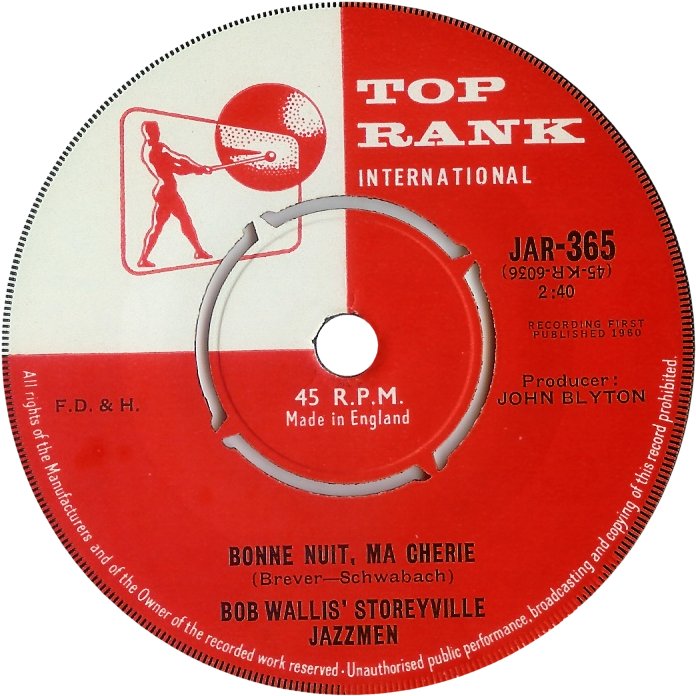 TOP
RANK
INTERNATIONAL
JAR-365
(45-KR-6036)
2:40
RECORDING FIRST
PUBLISHED 1960
Producer:
JOHN BLYTON
F.D. & H.
45 R.P.M.
Made in England
BONNE NUIT, MA CHERIE
(Brever—Schwabach)
BOB WALLIS' STOREYVILLE
JAZZMEN
All rights of the Manufacturers and of the Owner of the recorded work reserved · Unauthorised public performance, broadcasting and copying of this record prohibited.